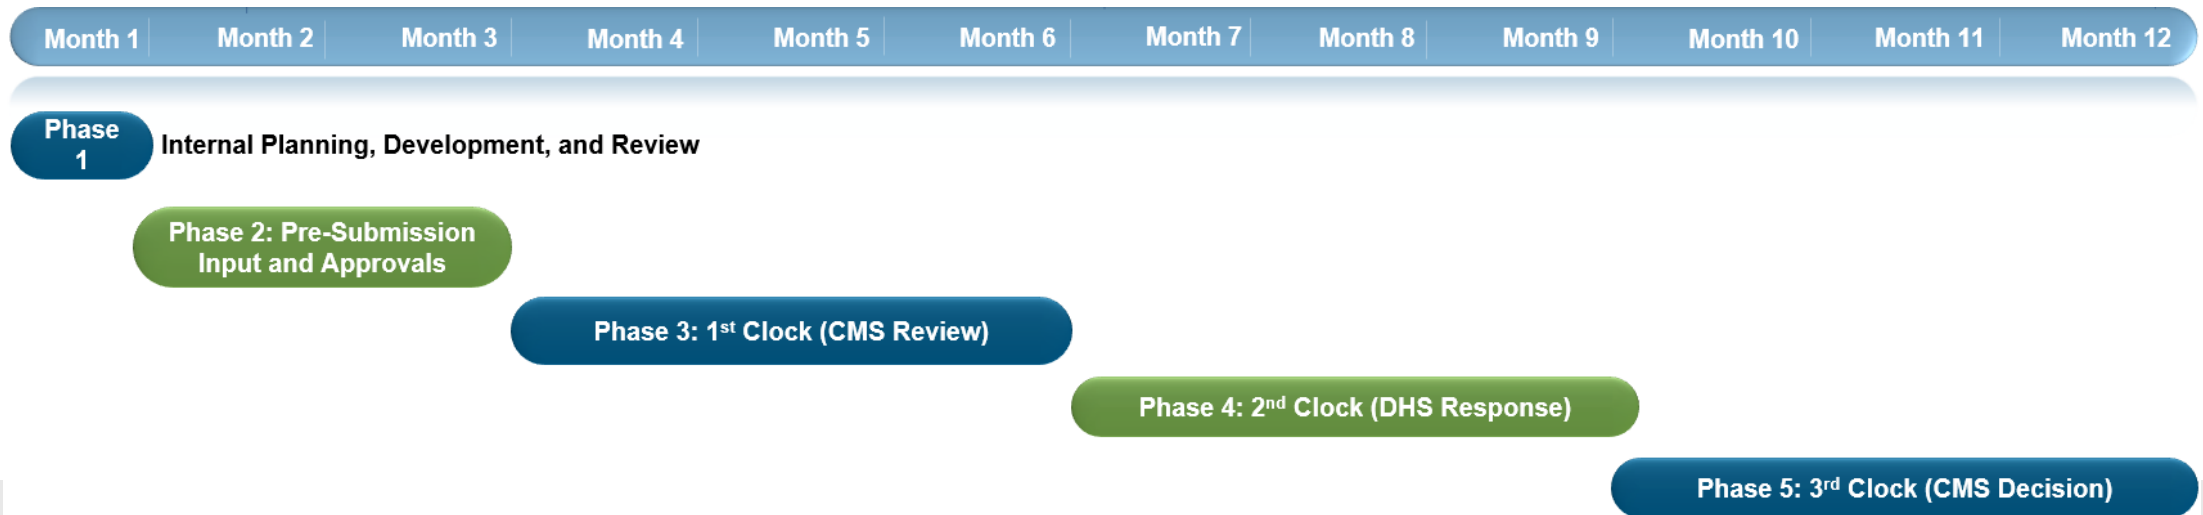 Month 1 Month 2 Month 3 Month 4 Month 5 Month 6 Month 7 Month 8 Month 9 Month 10 Month 11 Month 12
Phase
1
Internal Planning, Development, and Review
Phase 2: Pre-Submission
Input and Approvals
Phase 3: 1st Clock (CMS Review)
Phase 4: 2nd Clock (DHS Response)
Phase 5: 3rd Clock (CMS Decision)